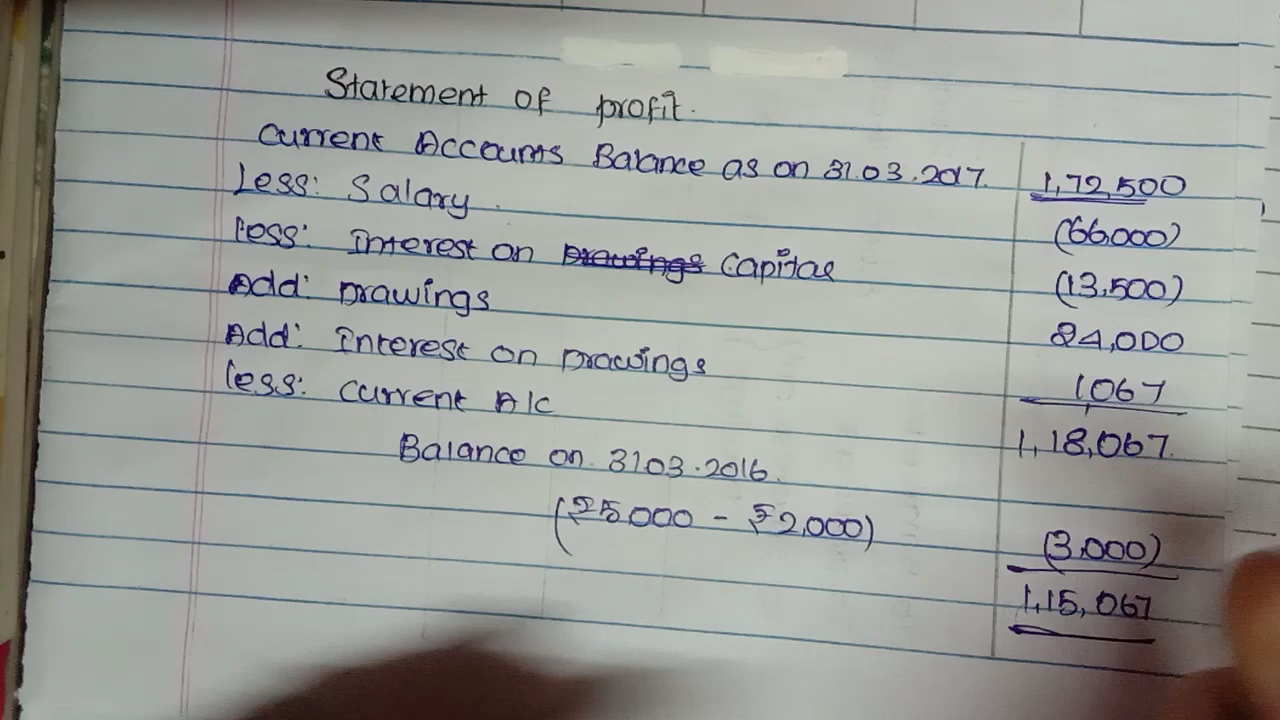 Statement of profit.
Current Accounts Balance as on 31.03.2017. 1,72,500
Less: Salary (66,000)
Less: Interest on Drawings Capital (13,500)
Add: Drawings 24,000
Add: Interest on Drawings 1067
Less: Current A/c 1,18,067
Balance on 31.03.2016.
(₹5,000 - ₹2,000) (3,000)
1,15,067